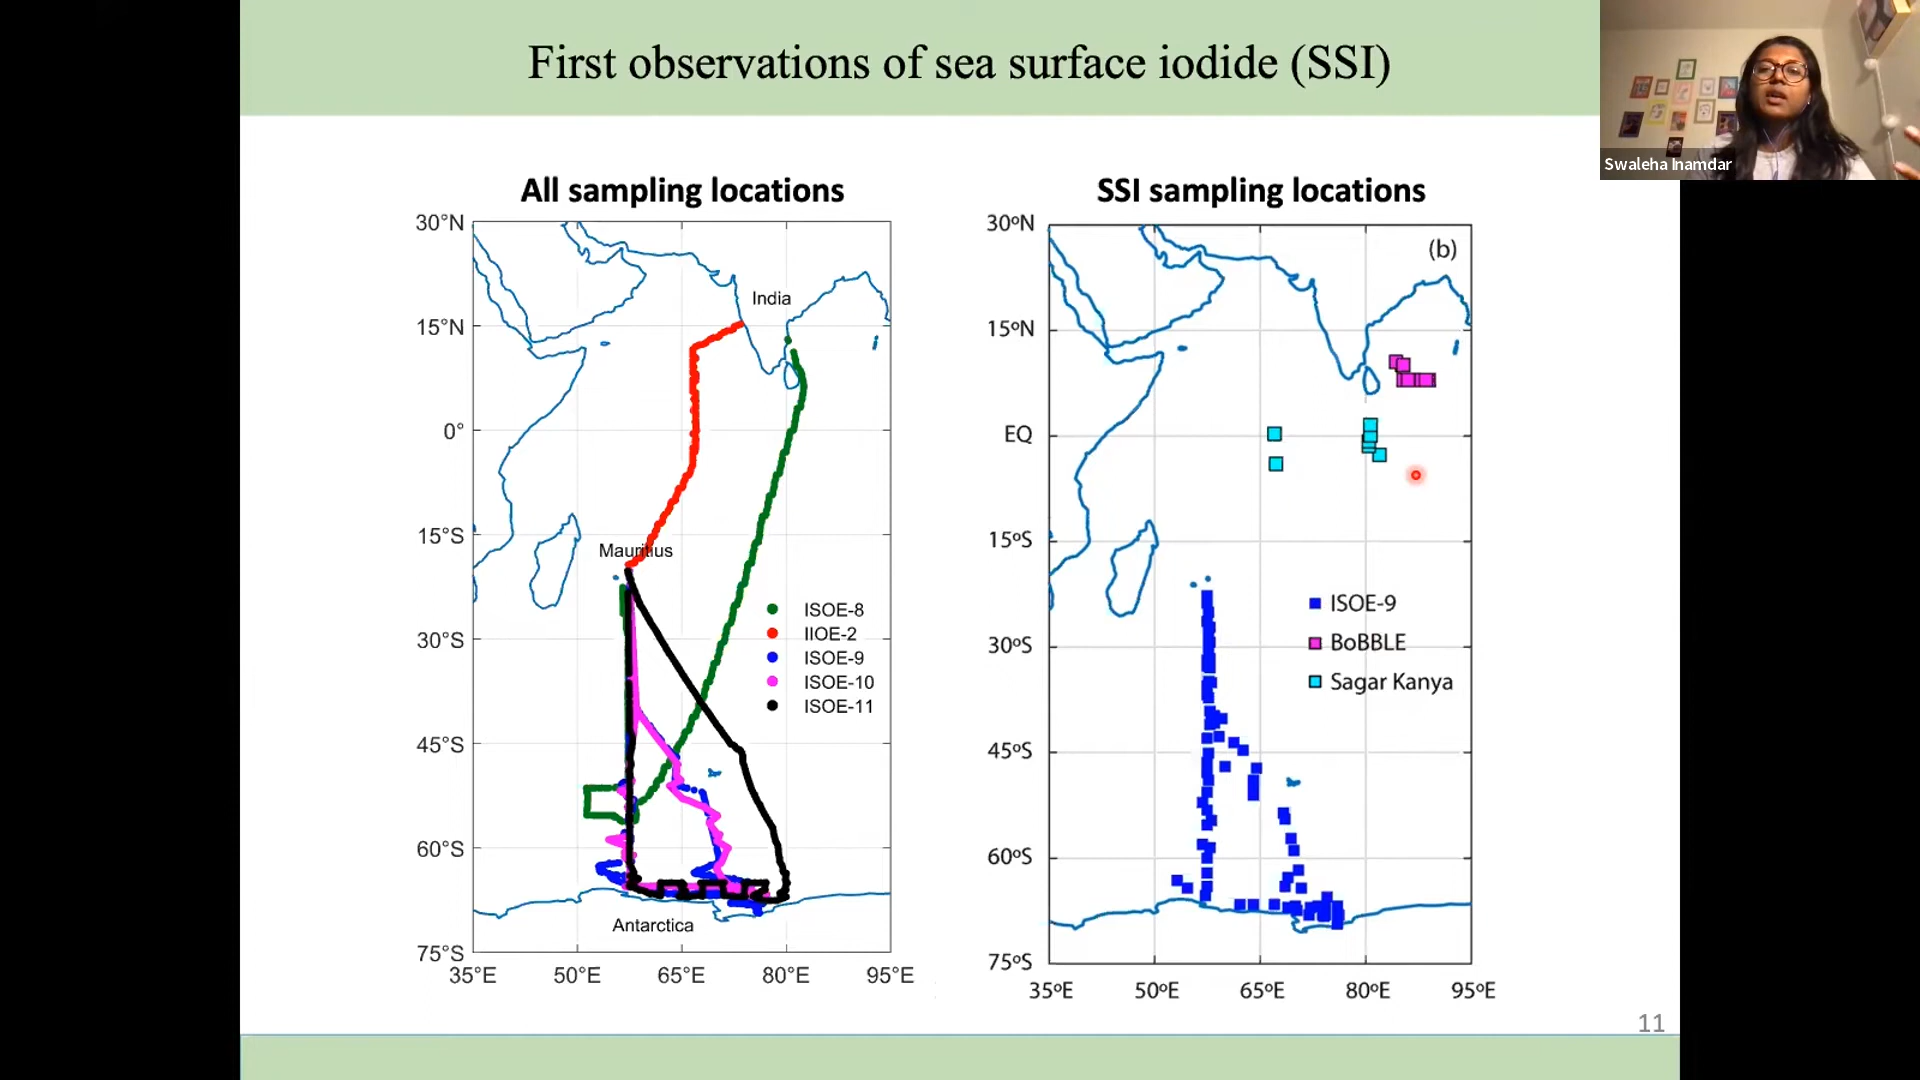 First observations of sea surface iodide (SSI)
Swaleha Inamdar
All sampling locations
30°N
15°N
0°
15°S
30°S
45°S
60°S
75°S
35°E
50°E
65°E
80°E
95°E
India
Mauritius
Antarctica
ISOE-8
IIOE-2
ISOE-9
ISOE-10
ISOE-11
SSI sampling locations
(b)
30ºN
15ºN
EQ
15ºS
30ºS
45ºS
60ºS
75ºS
35ºE
50ºE
65ºE
80ºE
95ºE
ISOE-9
BoBBLE
Sagar Kanya
11